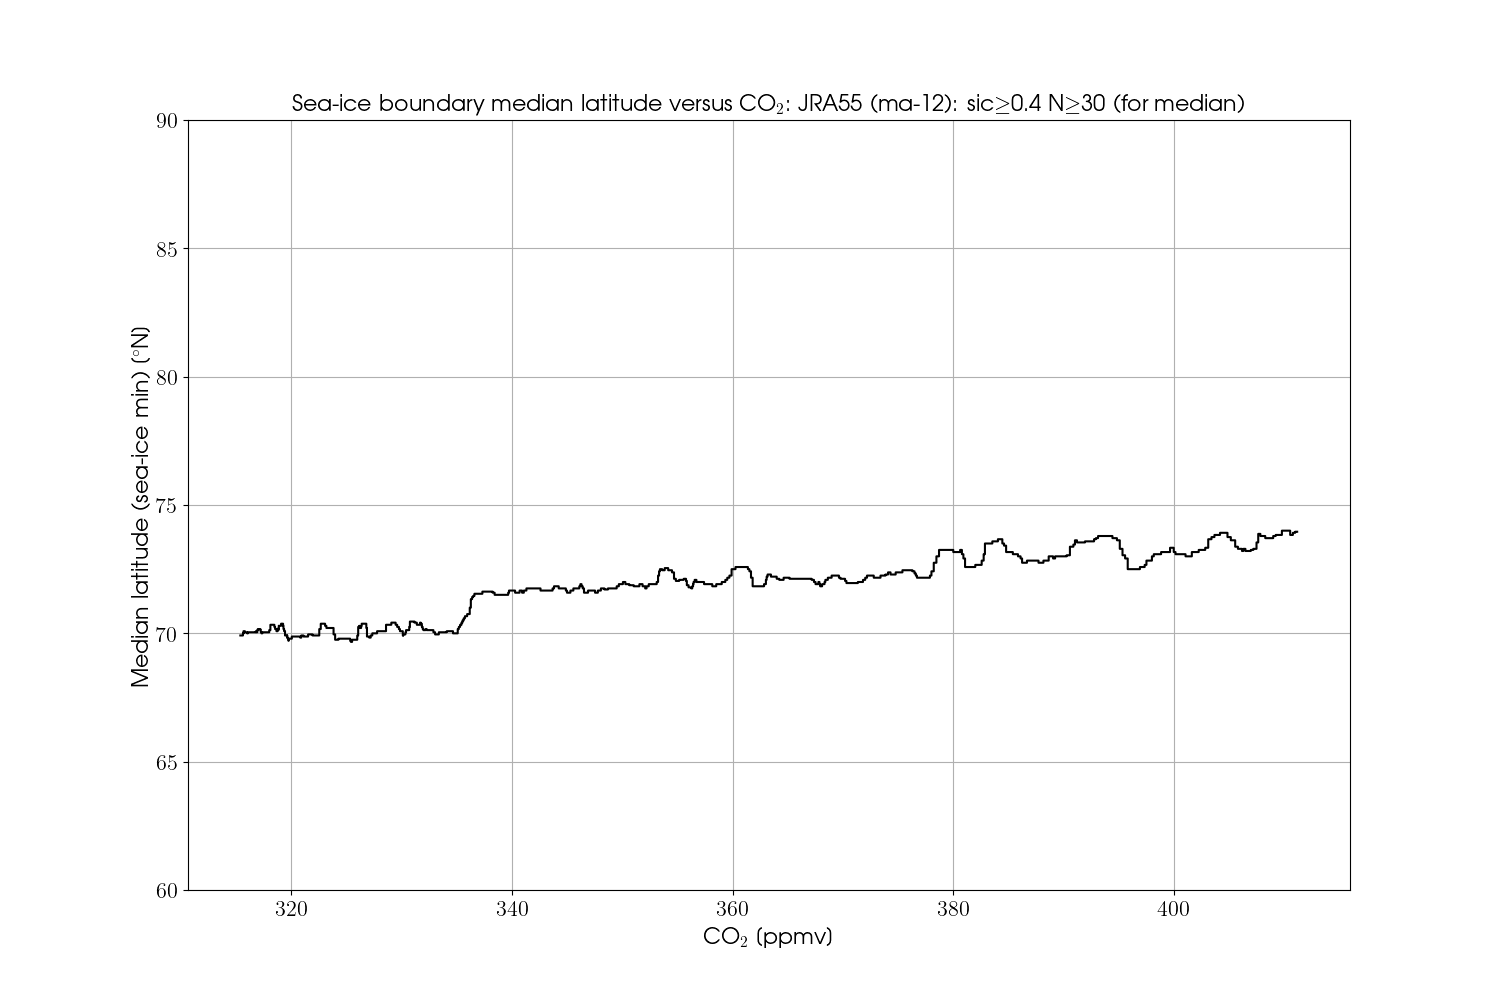 Sea-ice boundary median latitude versus CO₂: JRA55 (ma-12): sic≥0.4 N≥30 (for median)
90
85
80
75
70
65
60
Median latitude (sea-ice min) (°N)
320 340 360 380 400
CO₂ (ppmv)